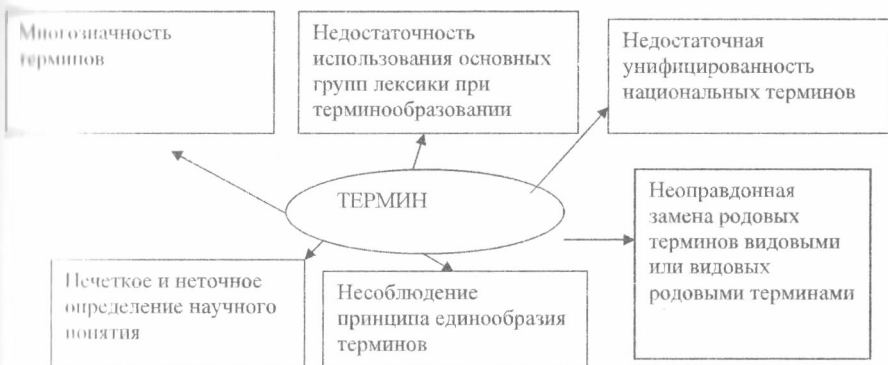 Многозначность
терминов
Недостаточность
использования основных
групп лексики при
терминообразовании
Недостаточная
унифицированность
национальных терминов
ТЕРМИН
Неоправдонная
замена родовых
терминов видовыми
или видовых
родовыми терминами
Нечеткое и неточное
определение научного
понятия
Несоблюдение
принципа единообразия
терминов